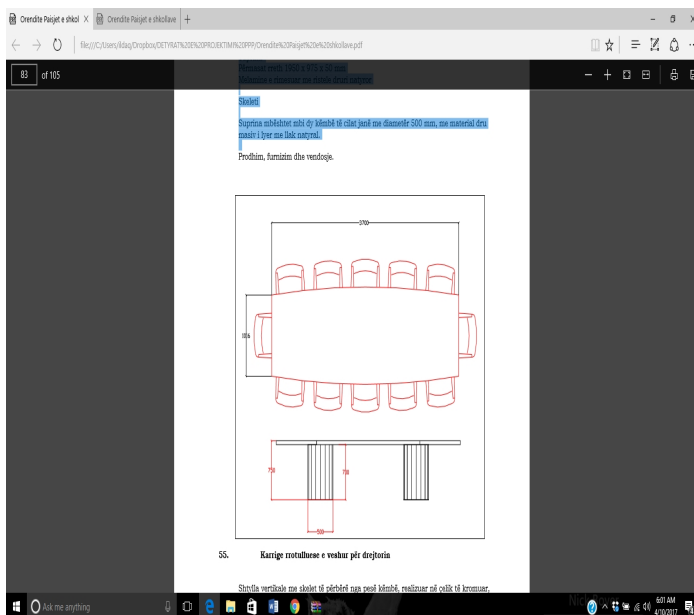 Orendite Paisjet e shkol
Orendite Paisjet e shkollave
file:///C:/Users/ildaq/Dropbox/DETYRAT%20E%20PROJEKTIMI%20PPP/Orendite%20Paisjet%20e%20shkollave.pdf
83 of 105
Skeleti
Suprina mbështet mbi dy këmbë të cilat janë me diametër 500 mm, me material dru
masiv i lyer me llak natyral.
Prodhim, furnizim dhe vendosje.
3700
750
500
55. Karrige rrotulluese e veshur për drejtorin
Shtylla vertikale me skelet të përbërë nga pesë këmbë, realizuar në çelik të kromuar,
Ask me anything
6:01 AM
4/10/2017